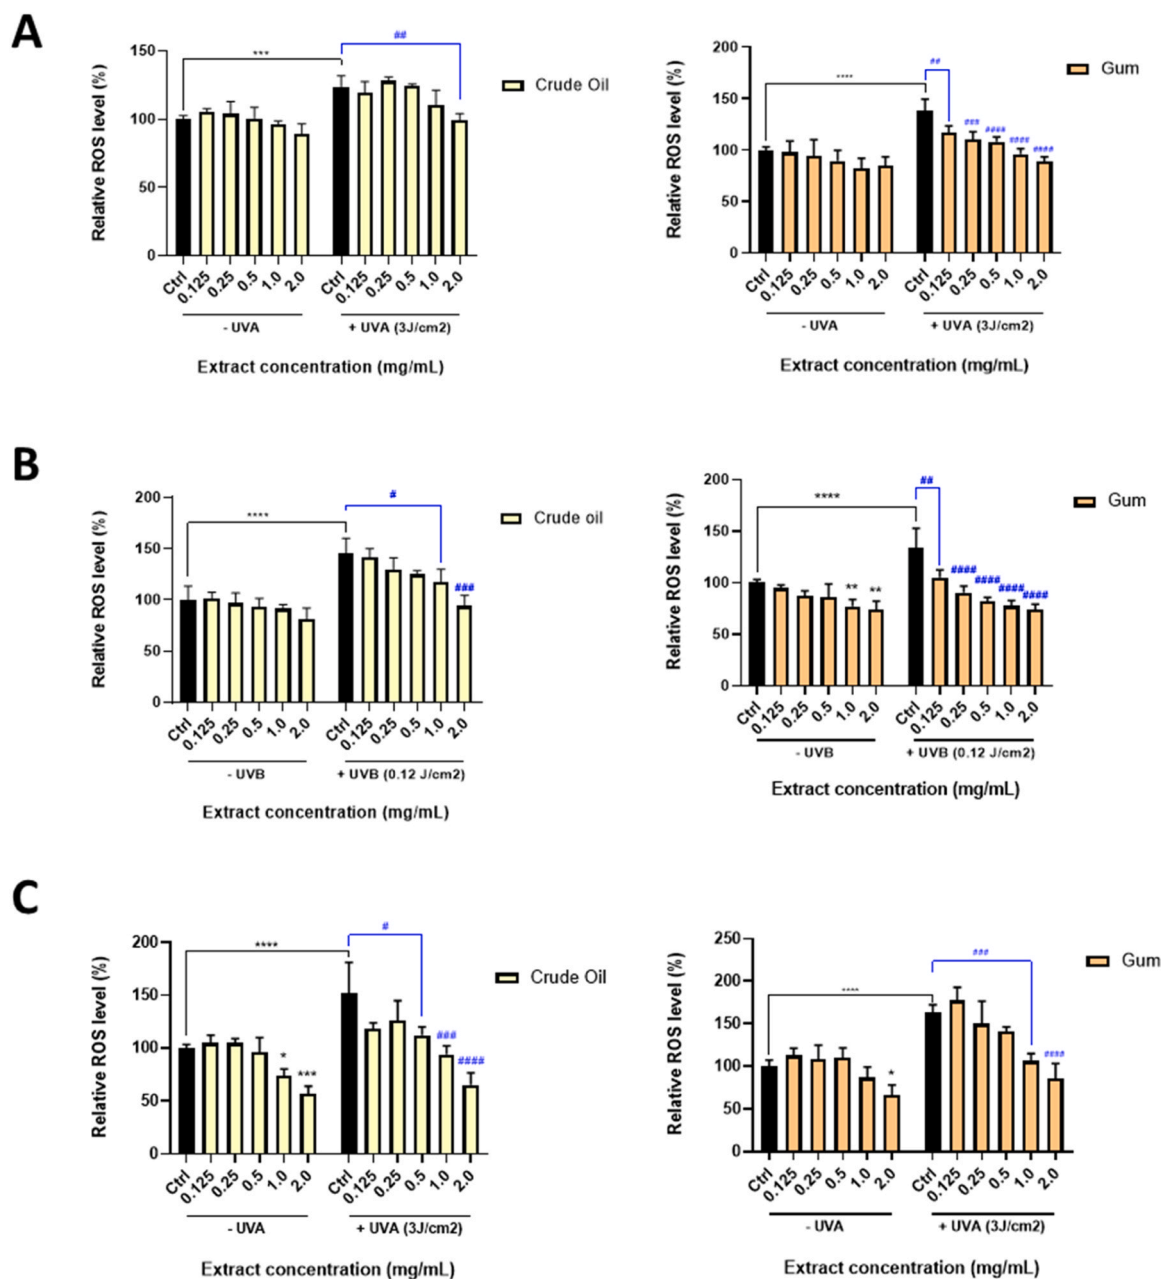 A
Relative ROS level (%)
150
100
50
0
***
##
Crude Oil
Ctrl 0.125 0.25 0.5 1.0 2.0 Ctrl 0.125 0.25 0.5 1.0 2.0
- UVA + UVA (3J/cm2)
Extract concentration (mg/mL)
Relative ROS level (%)
200
150
100
50
0
****
##
###
####
####
####
Gum
Ctrl 0.125 0.25 0.5 1.0 2.0 Ctrl 0.125 0.25 0.5 1.0 2.0
- UVA + UVA (3J/cm2)
Extract concentration (mg/mL)
B
Relative ROS level (%)
200
150
100
50
0
****
#
###
Crude oil
Ctrl 0.125 0.25 0.5 1.0 2.0 Ctrl 0.125 0.25 0.5 1.0 2.0
- UVB + UVB (0.12 J/cm2)
Extract concentration (mg/mL)
Relative ROS level (%)
200
150
100
50
0
****
**
**
##
####
####
####
####
Gum
Ctrl 0.125 0.25 0.5 1.0 2.0 Ctrl 0.125 0.25 0.5 1.0 2.0
- UVB + UVB (0.12 J/cm2)
Extract concentration (mg/mL)
C
Relative ROS level (%)
200
150
100
50
0
****
*
***
#
###
####
Crude Oil
Ctrl 0.125 0.25 0.5 1.0 2.0 Ctrl 0.125 0.25 0.5 1.0 2.0
- UVA + UVA (3J/cm2)
Extract concentration (mg/mL)
Relative ROS level (%)
250
200
150
100
50
0
****
*
###
####
Gum
Ctrl 0.125 0.25 0.5 1.0 2.0 Ctrl 0.125 0.25 0.5 1.0 2.0
- UVA + UVA (3J/cm2)
Extract concentration (mg/mL)